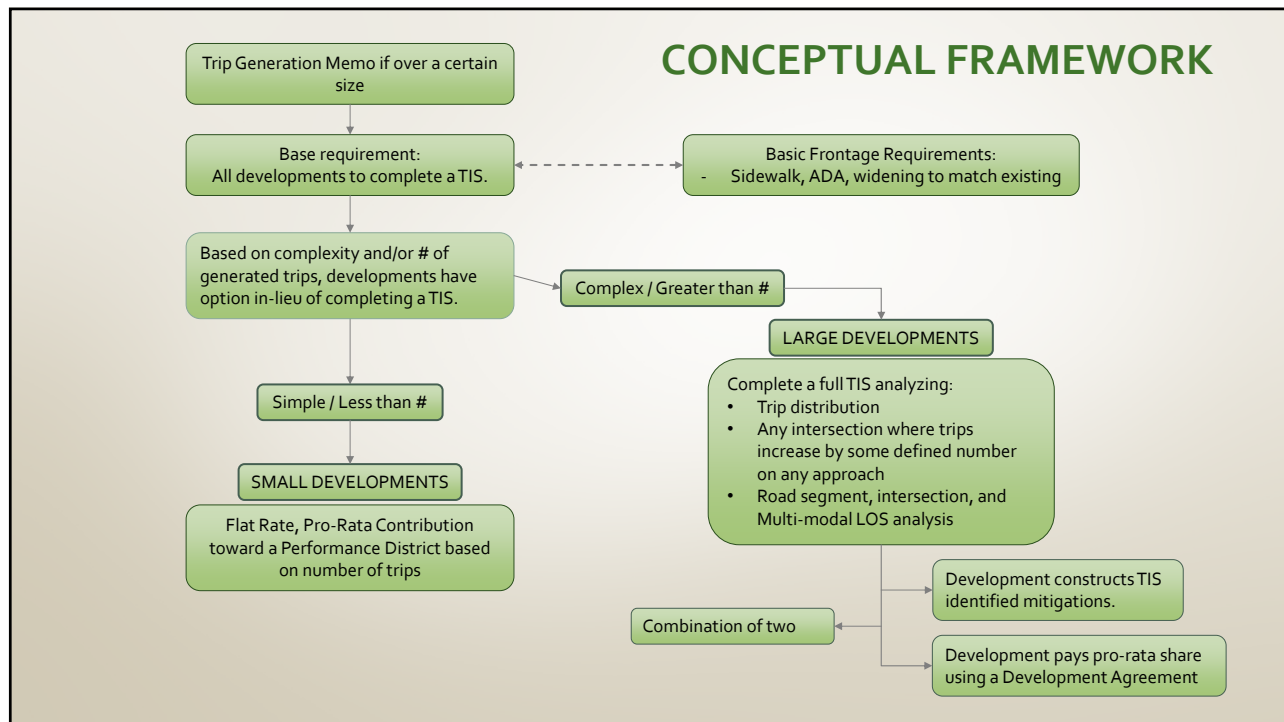 CONCEPTUAL FRAMEWORK
Trip Generation Memo if over a certain
size
Base requirement:
All developments to complete a TIS.
Basic Frontage Requirements:
- Sidewalk, ADA, widening to match existing
Based on complexity and/or # of
generated trips, developments have
option in-lieu of completing a TIS.
Complex / Greater than #
LARGE DEVELOPMENTS
Complete a full TIS analyzing:
• Trip distribution
• Any intersection where trips
increase by some defined number
on any approach
• Road segment, intersection, and
Multi-modal LOS analysis
Simple / Less than #
SMALL DEVELOPMENTS
Flat Rate, Pro-Rata Contribution
toward a Performance District based
on number of trips
Development constructs TIS
identified mitigations.
Combination of two
Development pays pro-rata share
using a Development Agreement